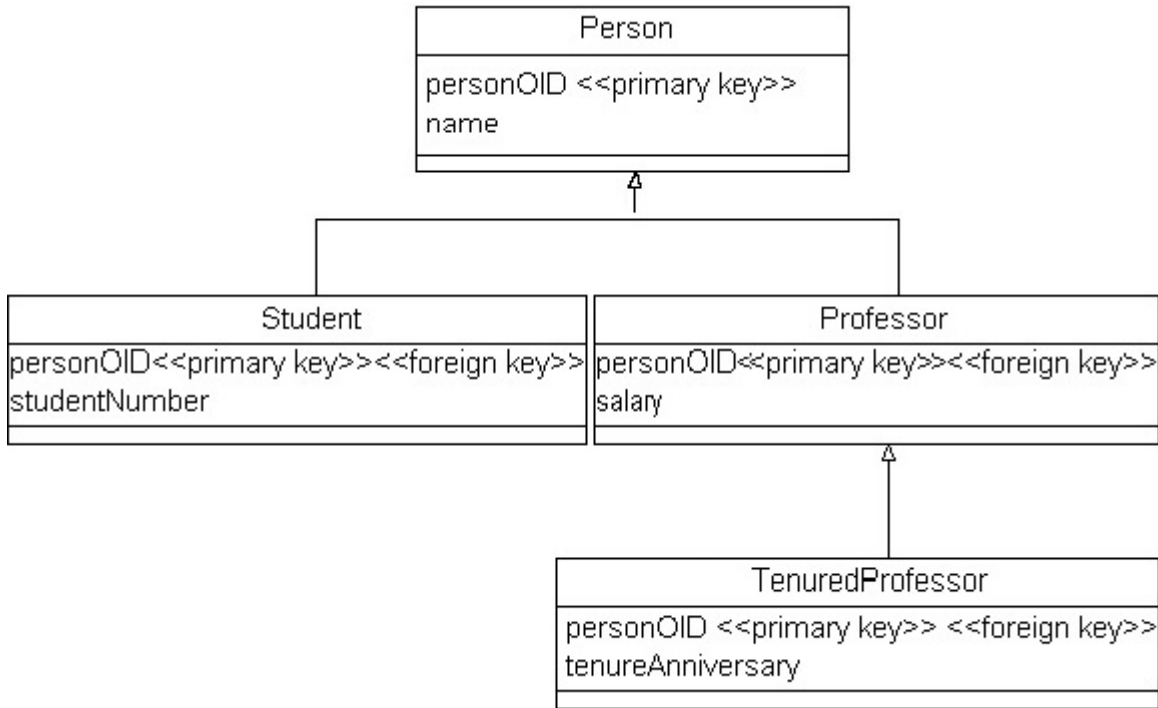 Person
personOID <<primary key>>
name
Student
personOID<<primary key>><<foreign key>>
studentNumber
Professor
personOID<<primary key>><<foreign key>>
salary
TenuredProfessor
personOID <<primary key>> <<foreign key>>
tenureAnniversary